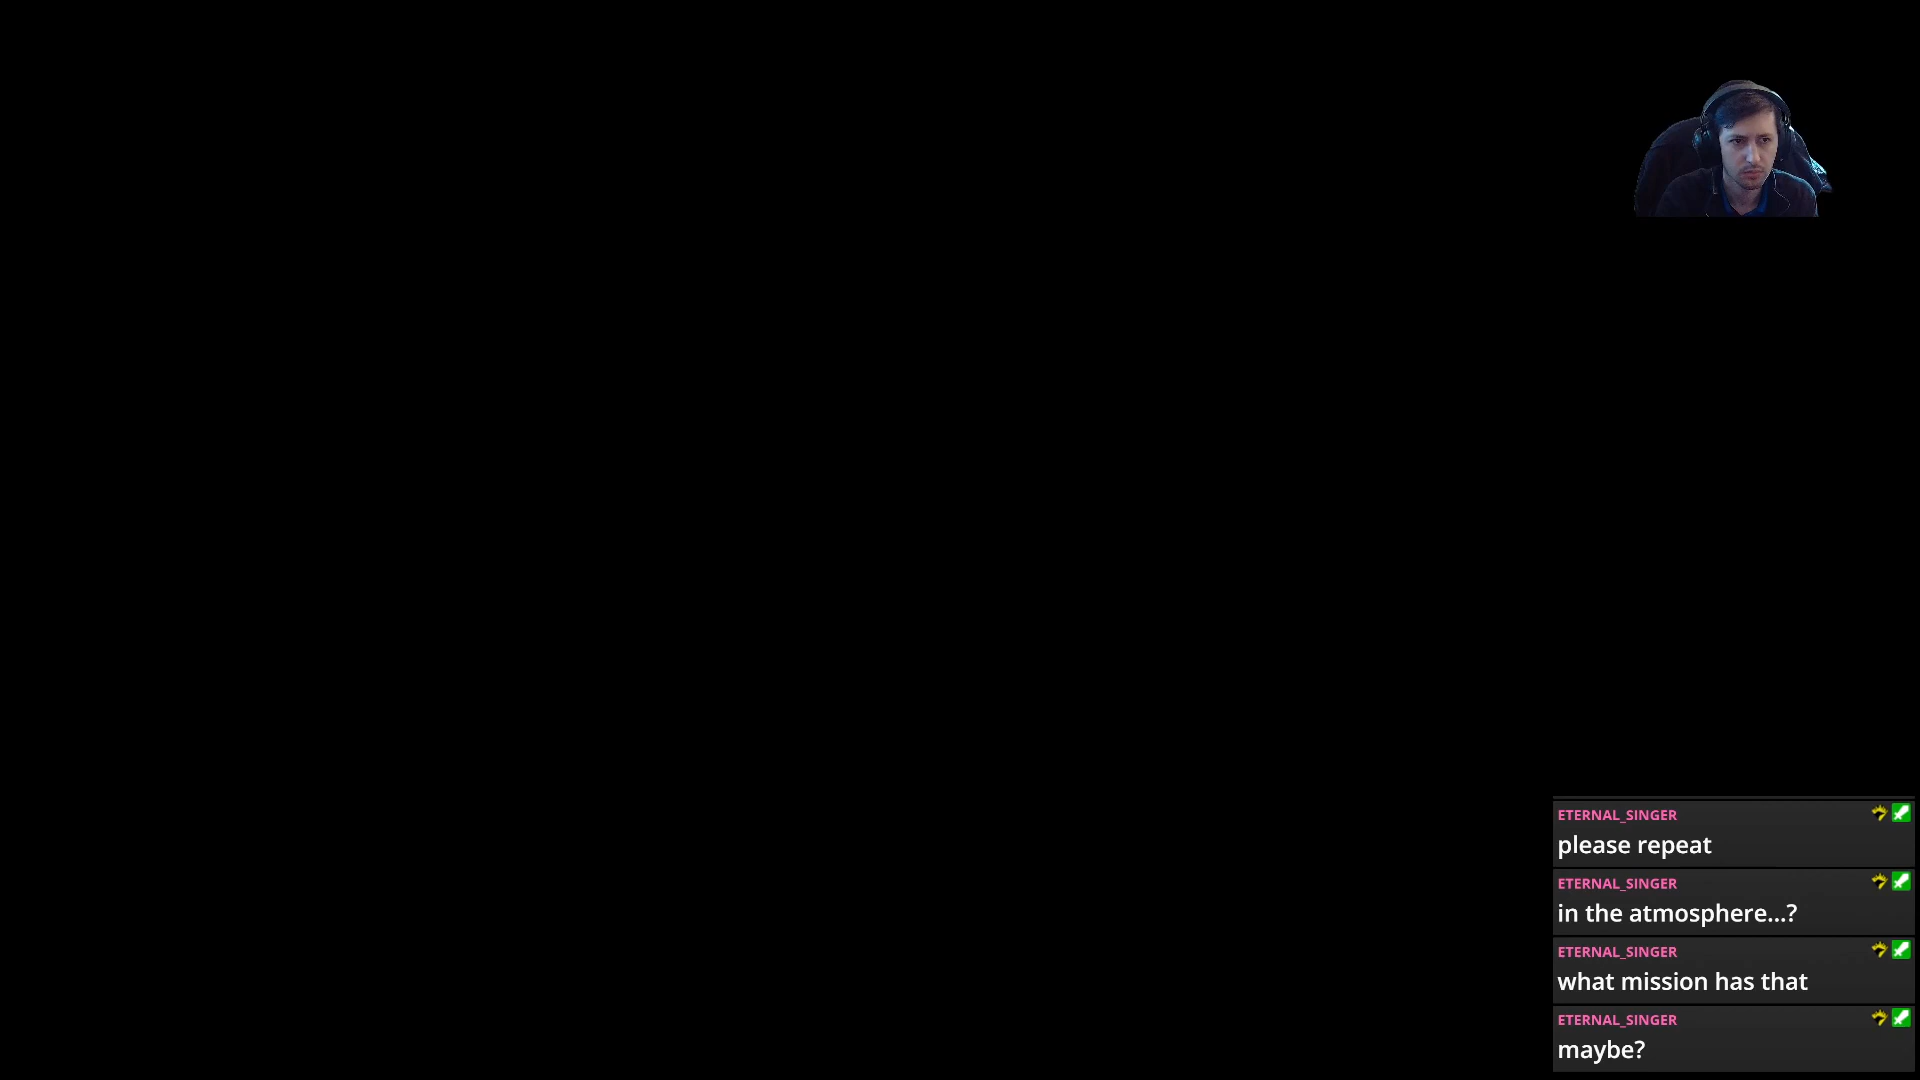 ETERNAL_SINGER
please repeat
ETERNAL_SINGER
in the atmosphere...?
ETERNAL_SINGER
what mission has that
ETERNAL_SINGER
maybe?